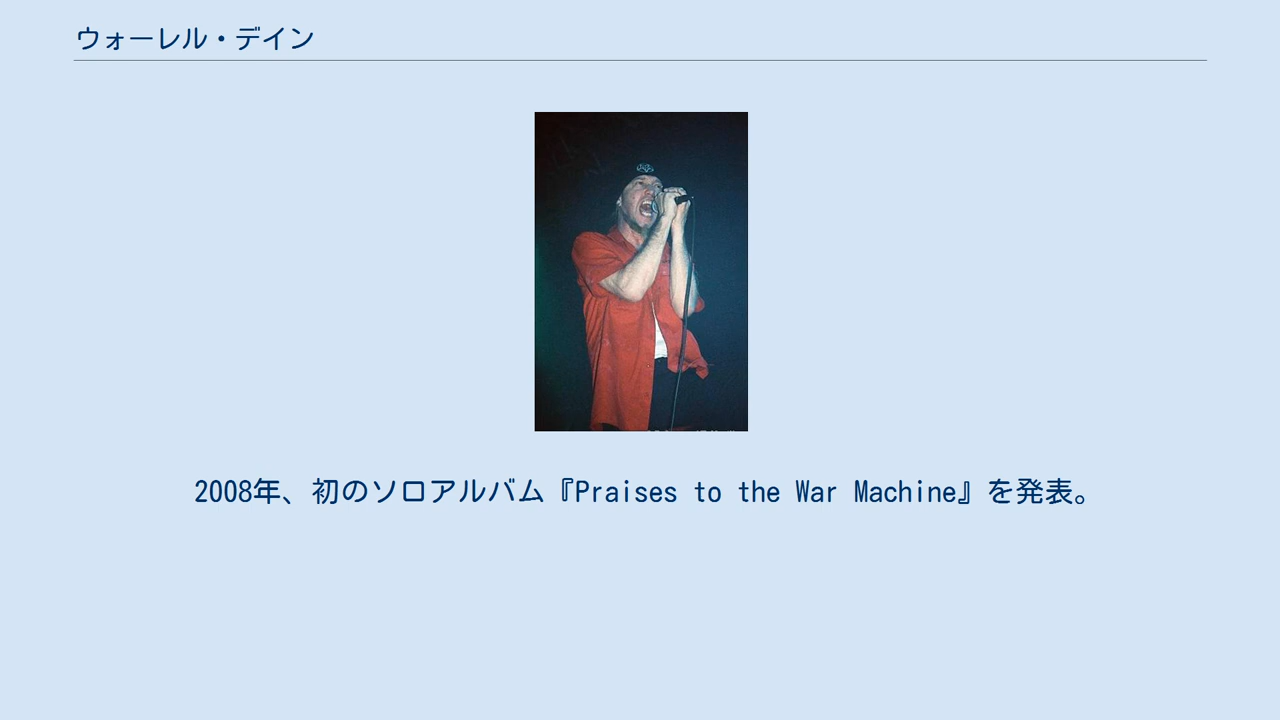 ウォーレル・デイン
2008年、初のソロアルバム『Praises to the War Machine』を発表。